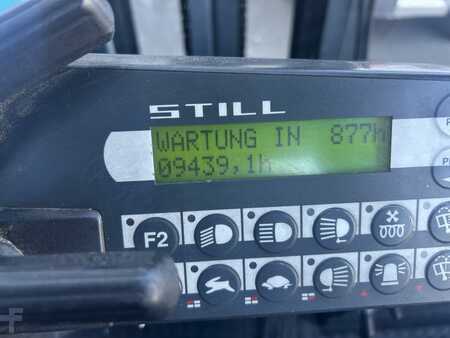 STILL
WARTUNG IN 877h
09439,1h
F2